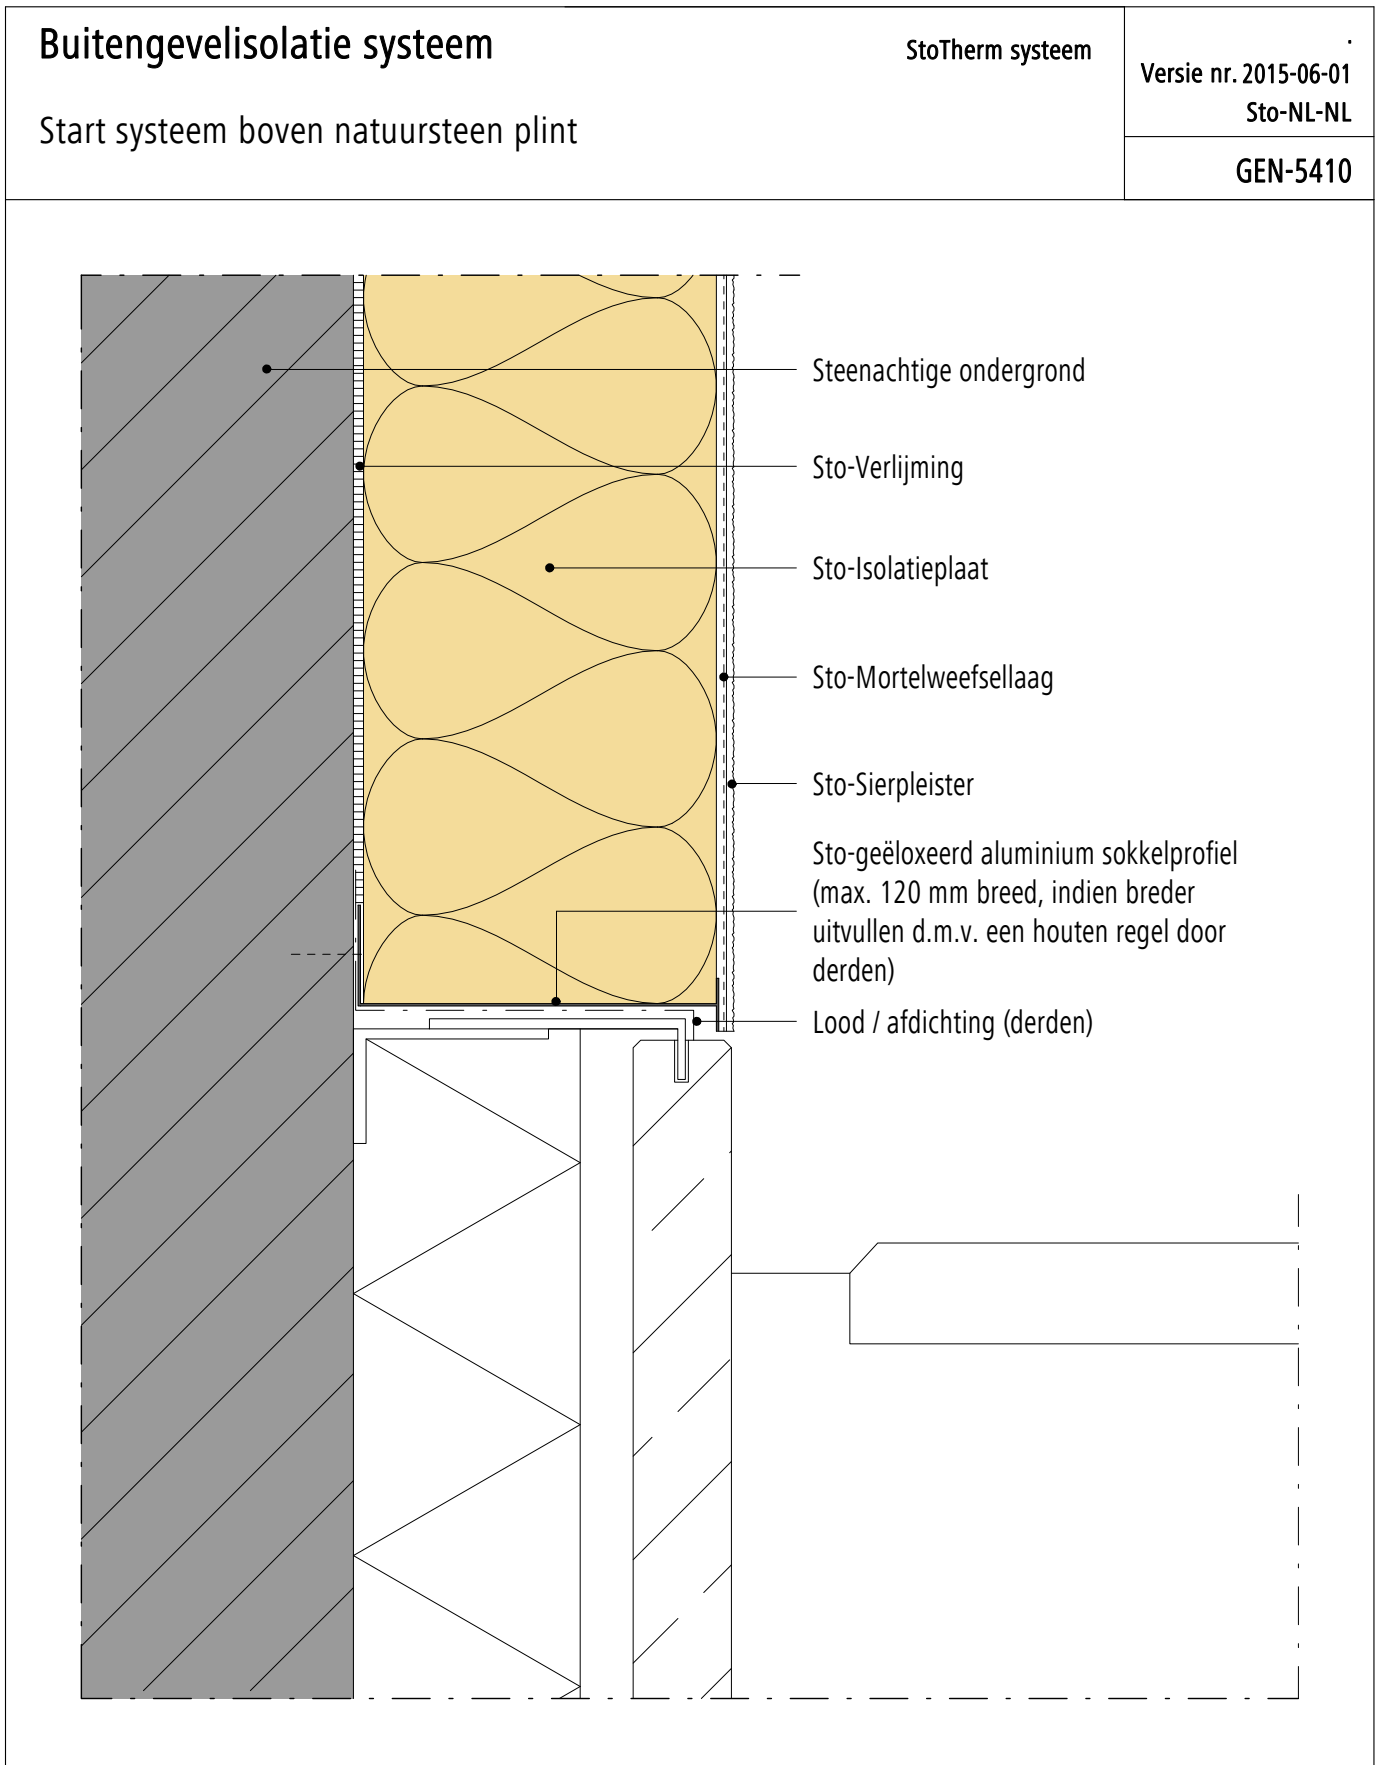 Buitengevelisolatie systeem
StoTherm systeem
.
Versie nr. 2015-06-01
Sto-NL-NL
Start systeem boven natuursteen plint
GEN-5410
Steenachtige ondergrond
Sto-Verlijming
Sto-Isolatieplaat
Sto-Mortelweefsellaag
Sto-Sierpleister
Sto-geëloxeerd aluminium sokkelprofiel
(max. 120 mm breed, indien breder
uitvullen d.m.v. een houten regel door
derden)
Lood / afdichting (derden)